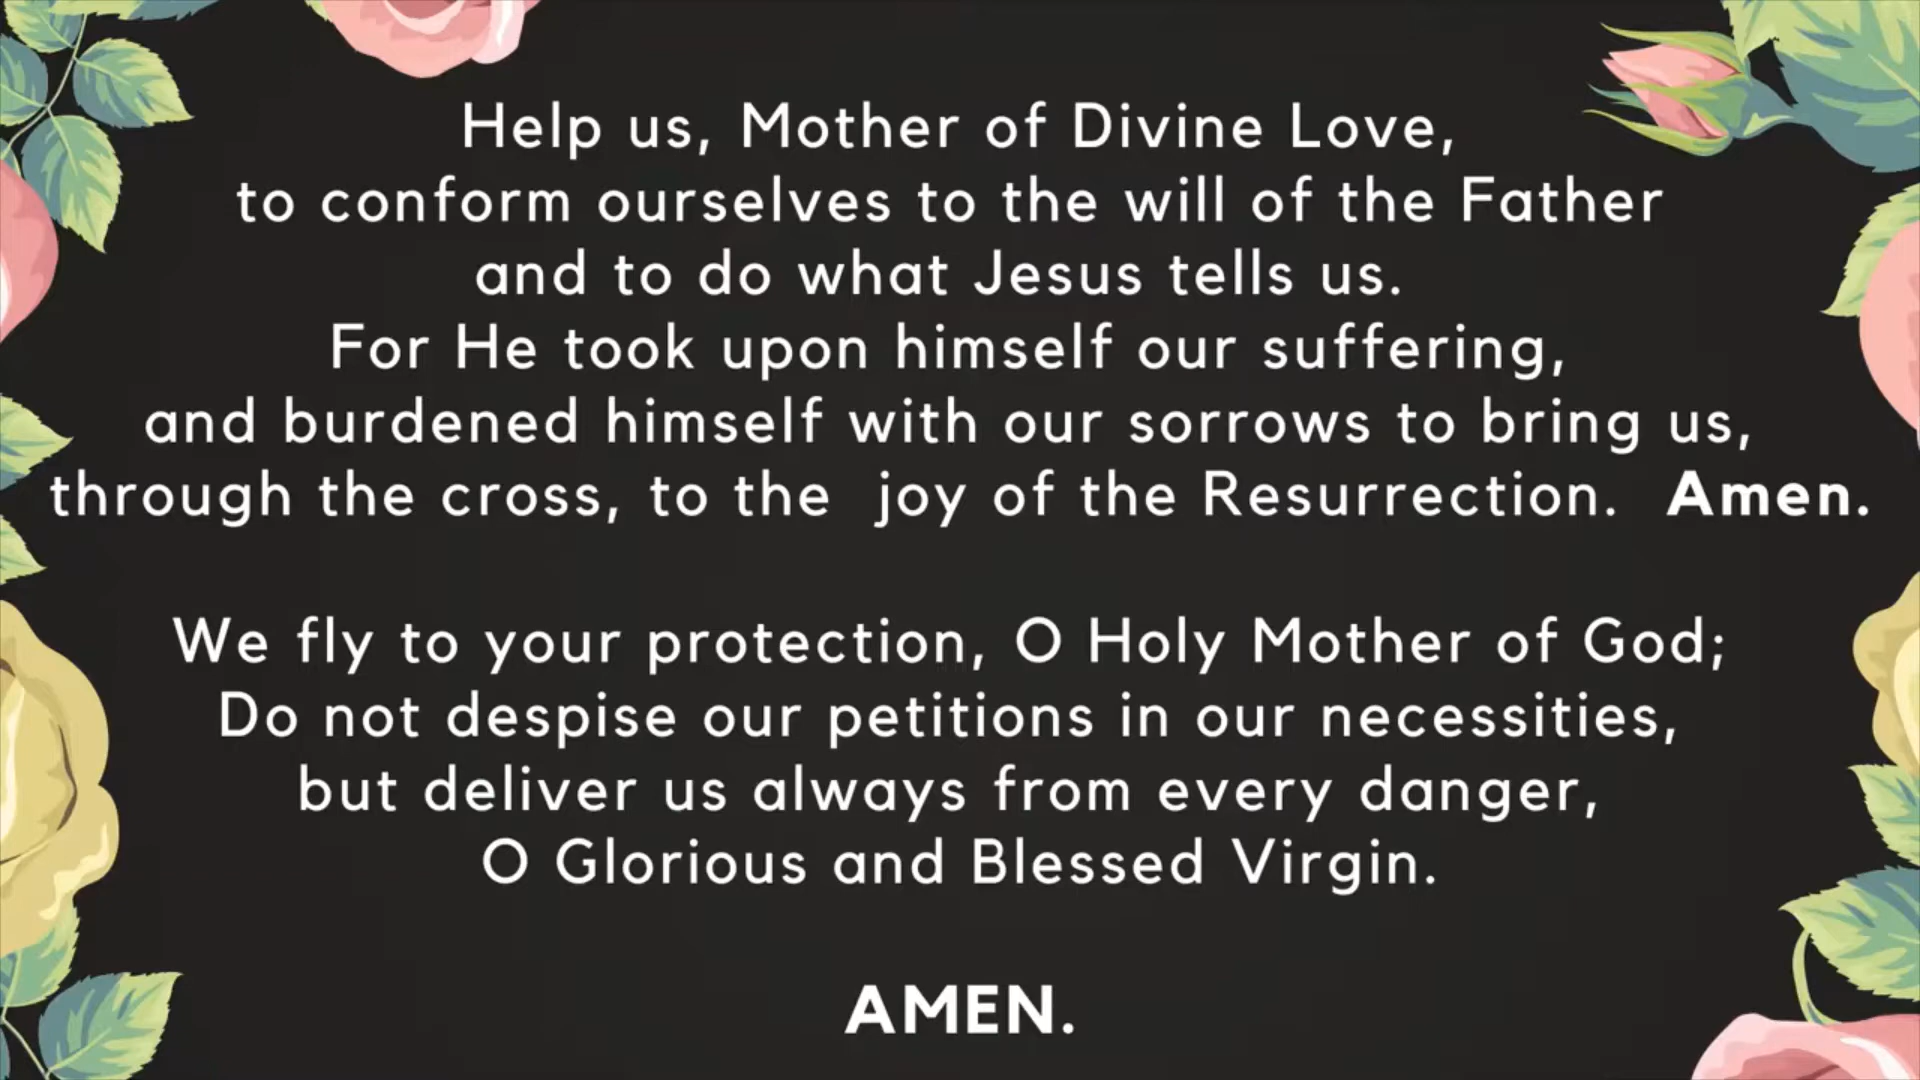 Help us, Mother of Divine Love,
to conform ourselves to the will of the Father
and to do what Jesus tells us.
For He took upon himself our suffering,
and burdened himself with our sorrows to bring us,
through the cross, to the joy of the Resurrection. Amen.
We fly to your protection, O Holy Mother of God;
Do not despise our petitions in our necessities,
but deliver us always from every danger,
O Glorious and Blessed Virgin.
AMEN.